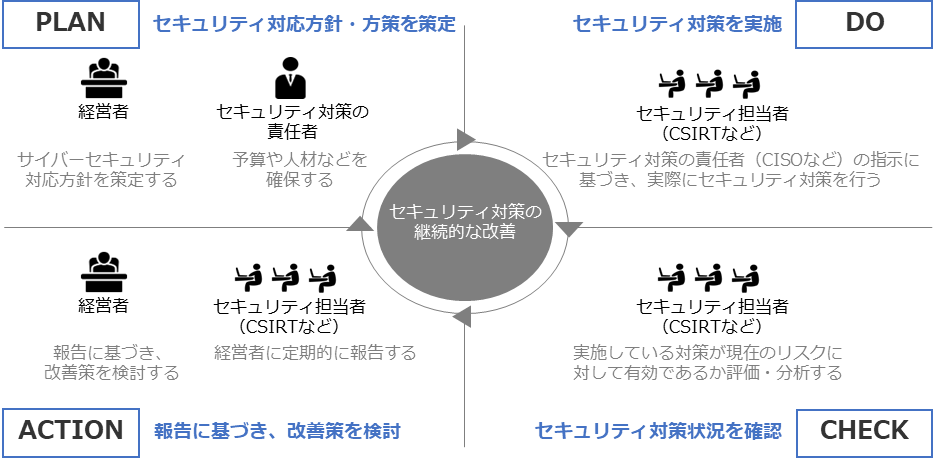 PLAN
セキュリティ対応方針・方策を策定
経営者
サイバーセキュリティ
対応方針を策定する
セキュリティ対策の
責任者
予算や人材などを
確保する
セキュリティ対策を実施
DO
セキュリティ担当者
（CSIRTなど）
セキュリティ対策の責任者（CISOなど）の指示に
基づき、実際にセキュリティ対策を行う
セキュリティ対策の
継続的な改善
経営者
報告に基づき、
改善策を検討する
セキュリティ担当者
（CSIRTなど）
経営者に定期的に報告する
ACTION
報告に基づき、改善策を検討
セキュリティ担当者
（CSIRTなど）
実施している対策が現在のリスクに
対して有効であるか評価・分析する
セキュリティ対策状況を確認
CHECK